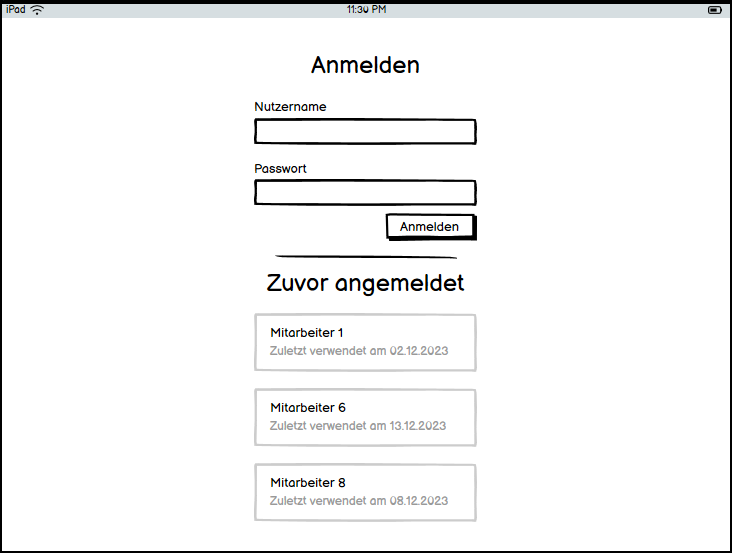 iPad 11:30 PM
Anmelden
Nutzername
Passwort
Anmelden
Zuvor angemeldet
Mitarbeiter 1
Zuletzt verwendet am 02.12.2023
Mitarbeiter 6
Zuletzt verwendet am 13.12.2023
Mitarbeiter 8
Zuletzt verwendet am 08.12.2023